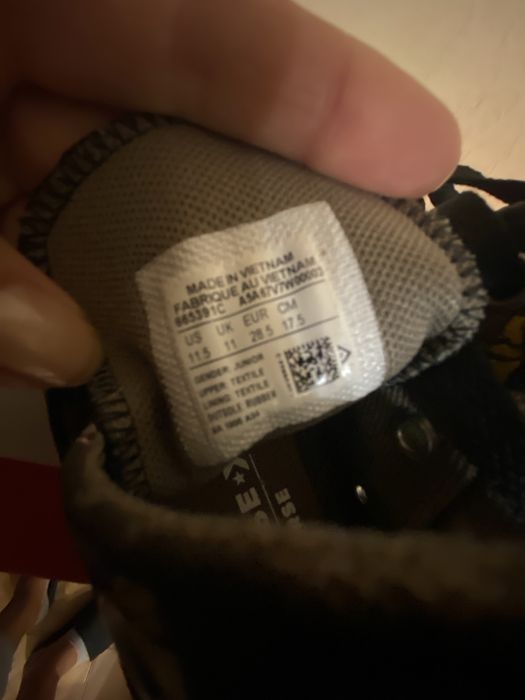 MADE IN VIETNAM
FABRIQUE AU VIETNAM
665391C
US UK EUR CM
11.5 11 28.5 17.5
GENDER: JUNIOR
UPPER: TEXTILE
LINING: TEXTILE
OUTSOLE: RUBBER